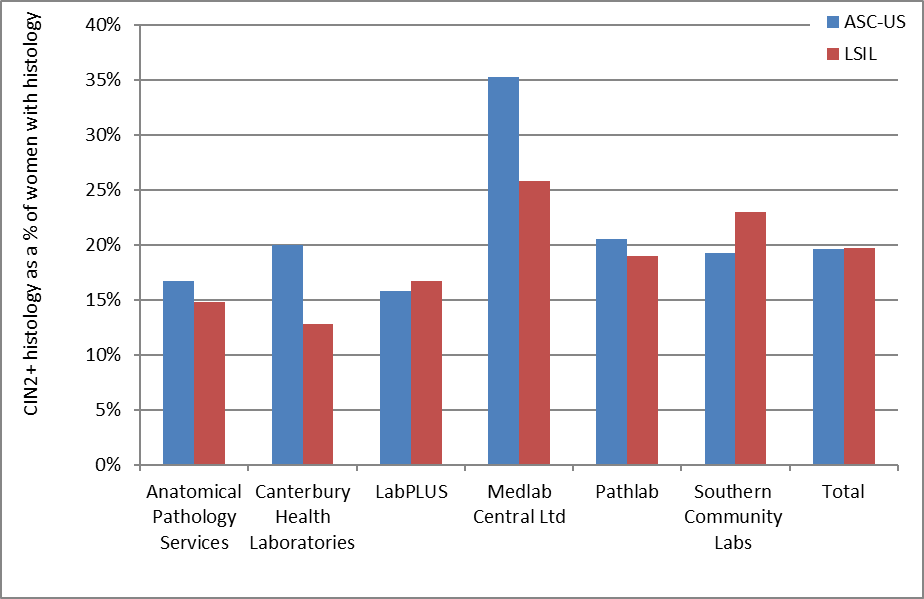 CIN2+ histology as a % of women with histology
40%
35%
30%
25%
20%
15%
10%
5%
0%
ASC-US
LSIL
Anatomical
Pathology
Services
Canterbury
Health
Laboratories
LabPLUS
Medlab
Central Ltd
Pathlab
Southern
Community
Labs
Total